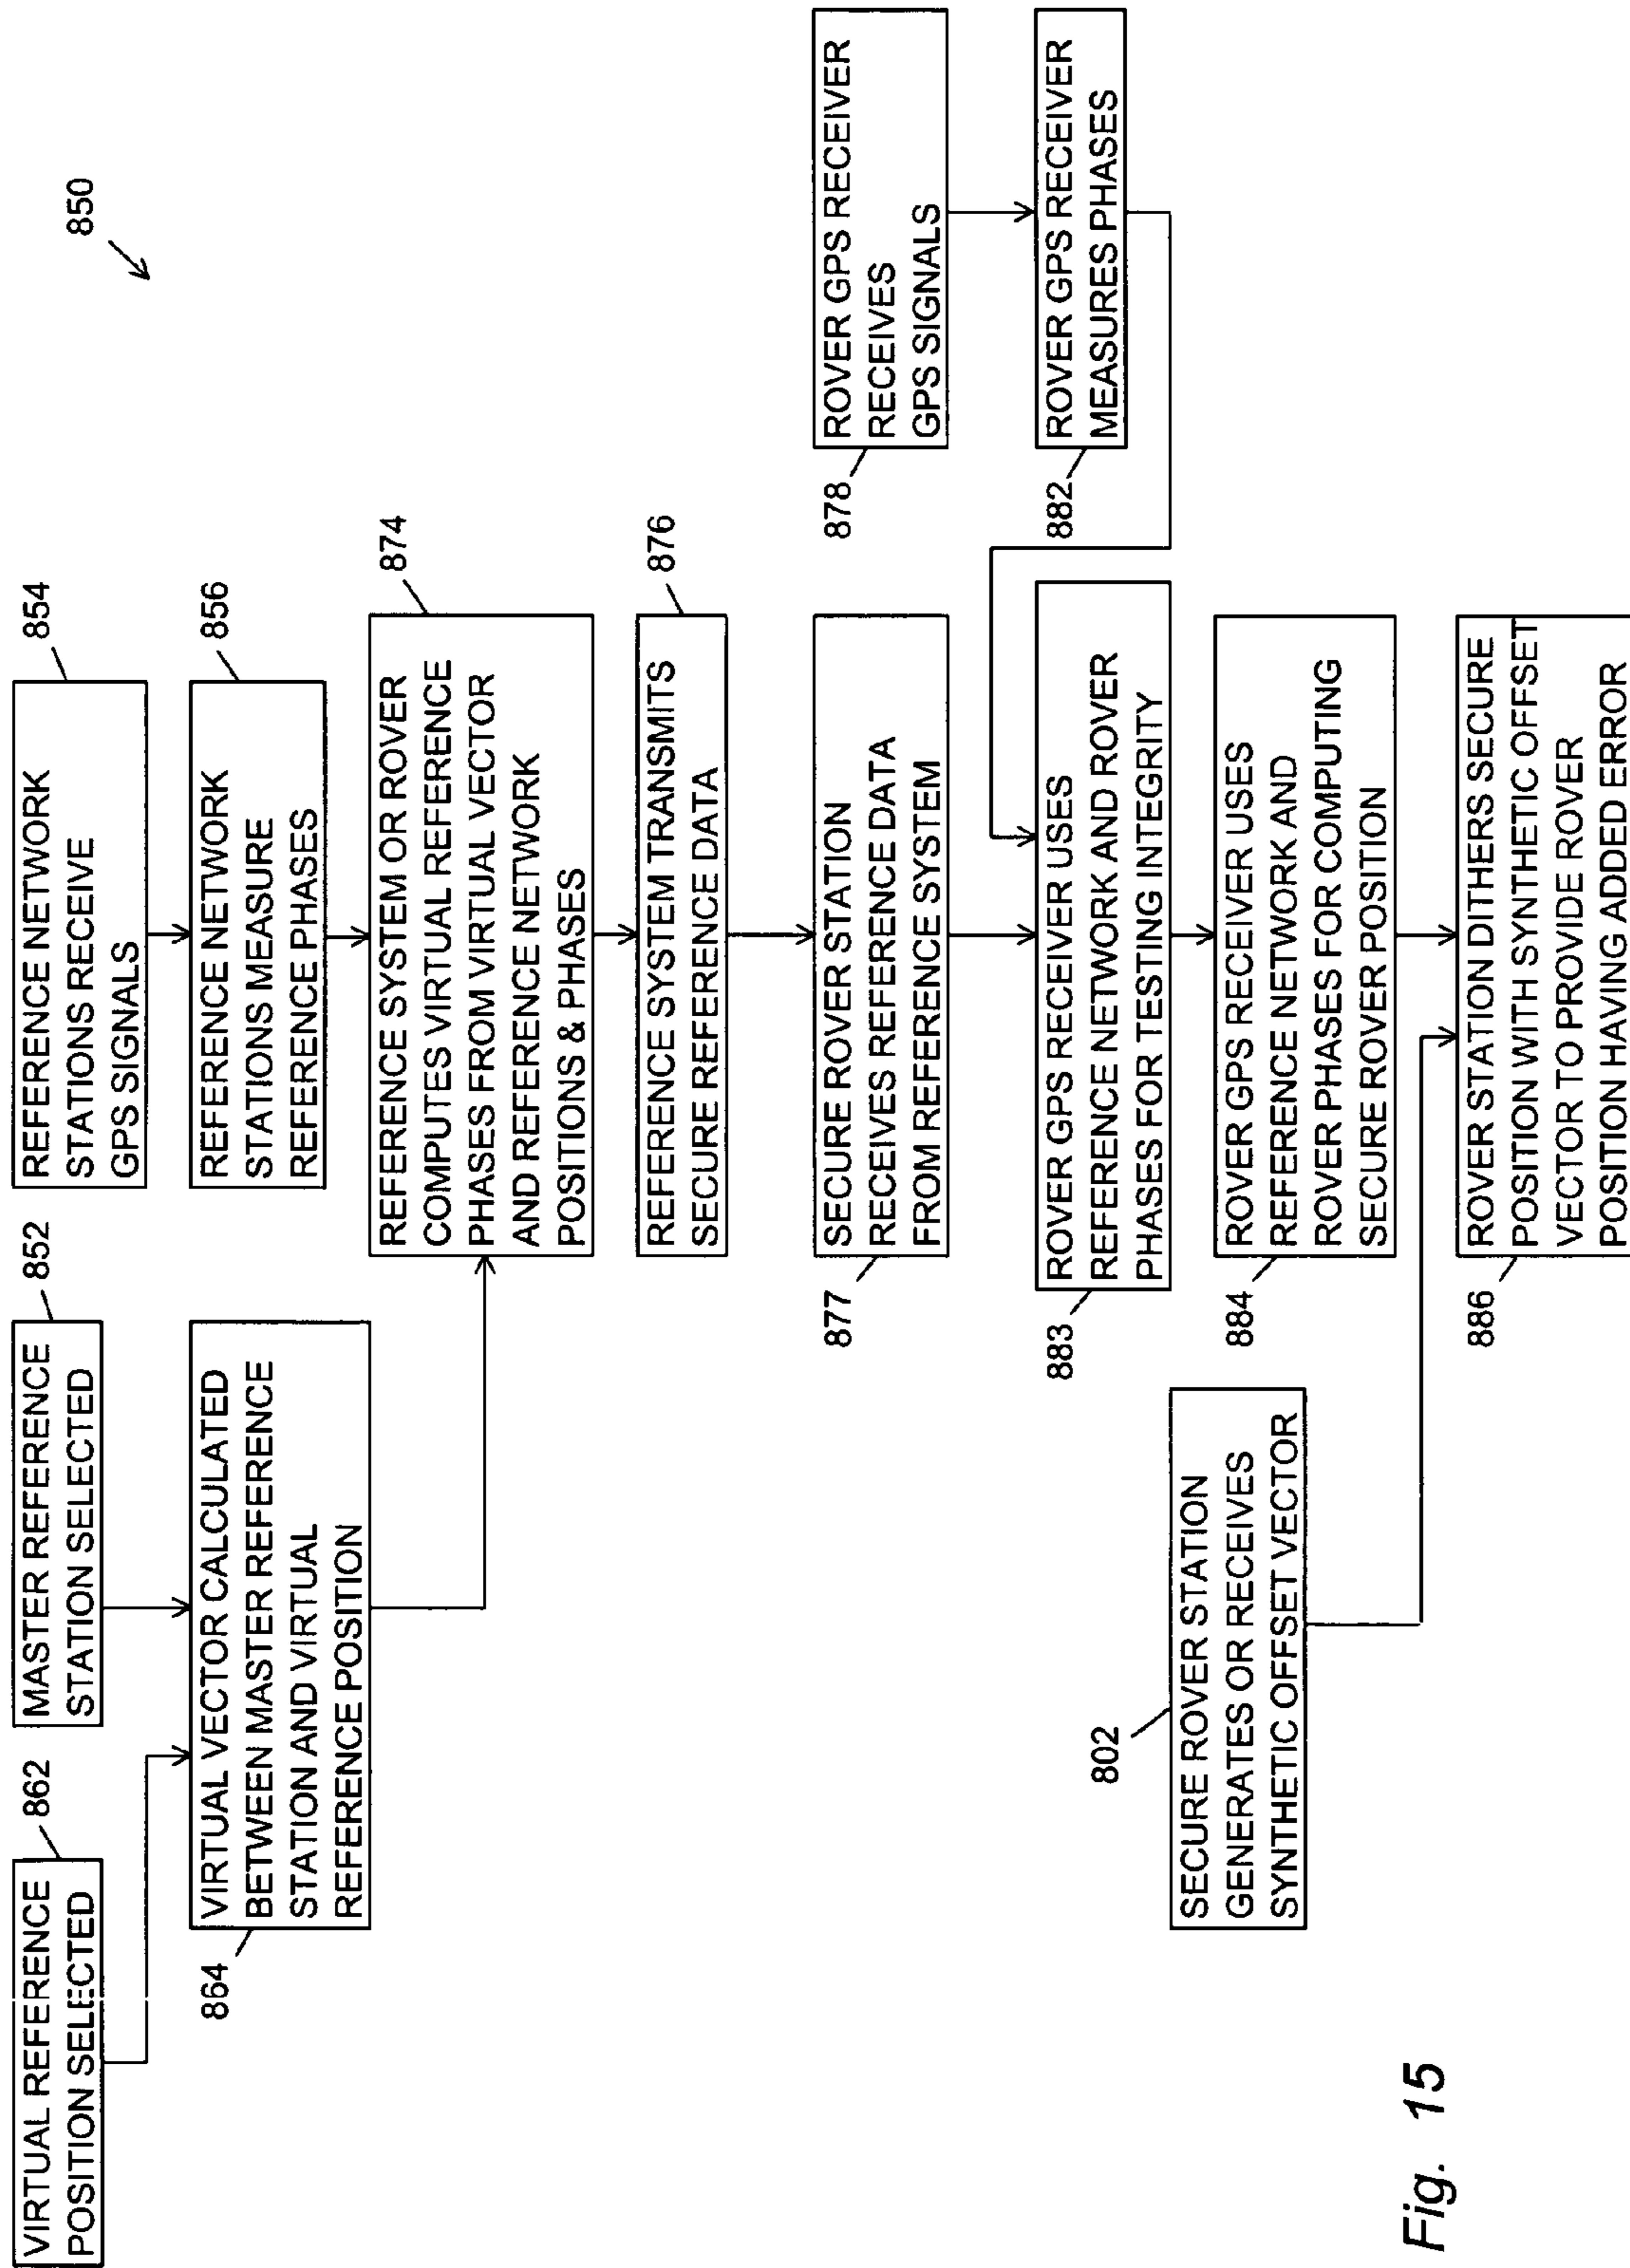 850
862
VIRTUAL REFERENCE
POSITION SELECTED
852
MASTER REFERENCE
STATION SELECTED
854
REFERENCE NETWORK
STATIONS RECEIVE
GPS SIGNALS
864
VIRTUAL VECTOR CALCULATED
BETWEEN MASTER REFERENCE
STATION AND VIRTUAL
REFERENCE POSITION
856
REFERENCE NETWORK
STATIONS MEASURE
REFERENCE PHASES
874
REFERENCE SYSTEM OR ROVER
COMPUTES VIRTUAL REFERENCE
PHASES FROM VIRTUAL VECTOR
AND REFERENCE NETWORK
POSITIONS & PHASES
876
REFERENCE SYSTEM TRANSMITS
SECURE REFERENCE DATA
877
SECURE ROVER STATION
RECEIVES REFERENCE DATA
FROM REFERENCE SYSTEM
878
ROVER GPS RECEIVER
RECEIVES
GPS SIGNALS
882
ROVER GPS RECEIVER
MEASURES PHASES
883
ROVER GPS RECEIVER USES
REFERENCE NETWORK AND ROVER
PHASES FOR TESTING INTEGRITY
802
SECURE ROVER STATION
GENERATES OR RECEIVES
SYNTHETIC OFFSET VECTOR
884
ROVER GPS RECEIVER USES
REFERENCE NETWORK AND
ROVER PHASES FOR COMPUTING
SECURE ROVER POSITION
886
ROVER STATION DITHERS SECURE
POSITION WITH SYNTHETIC OFFSET
VECTOR TO PROVIDE ROVER
POSITION HAVING ADDED ERROR
Fig. 15